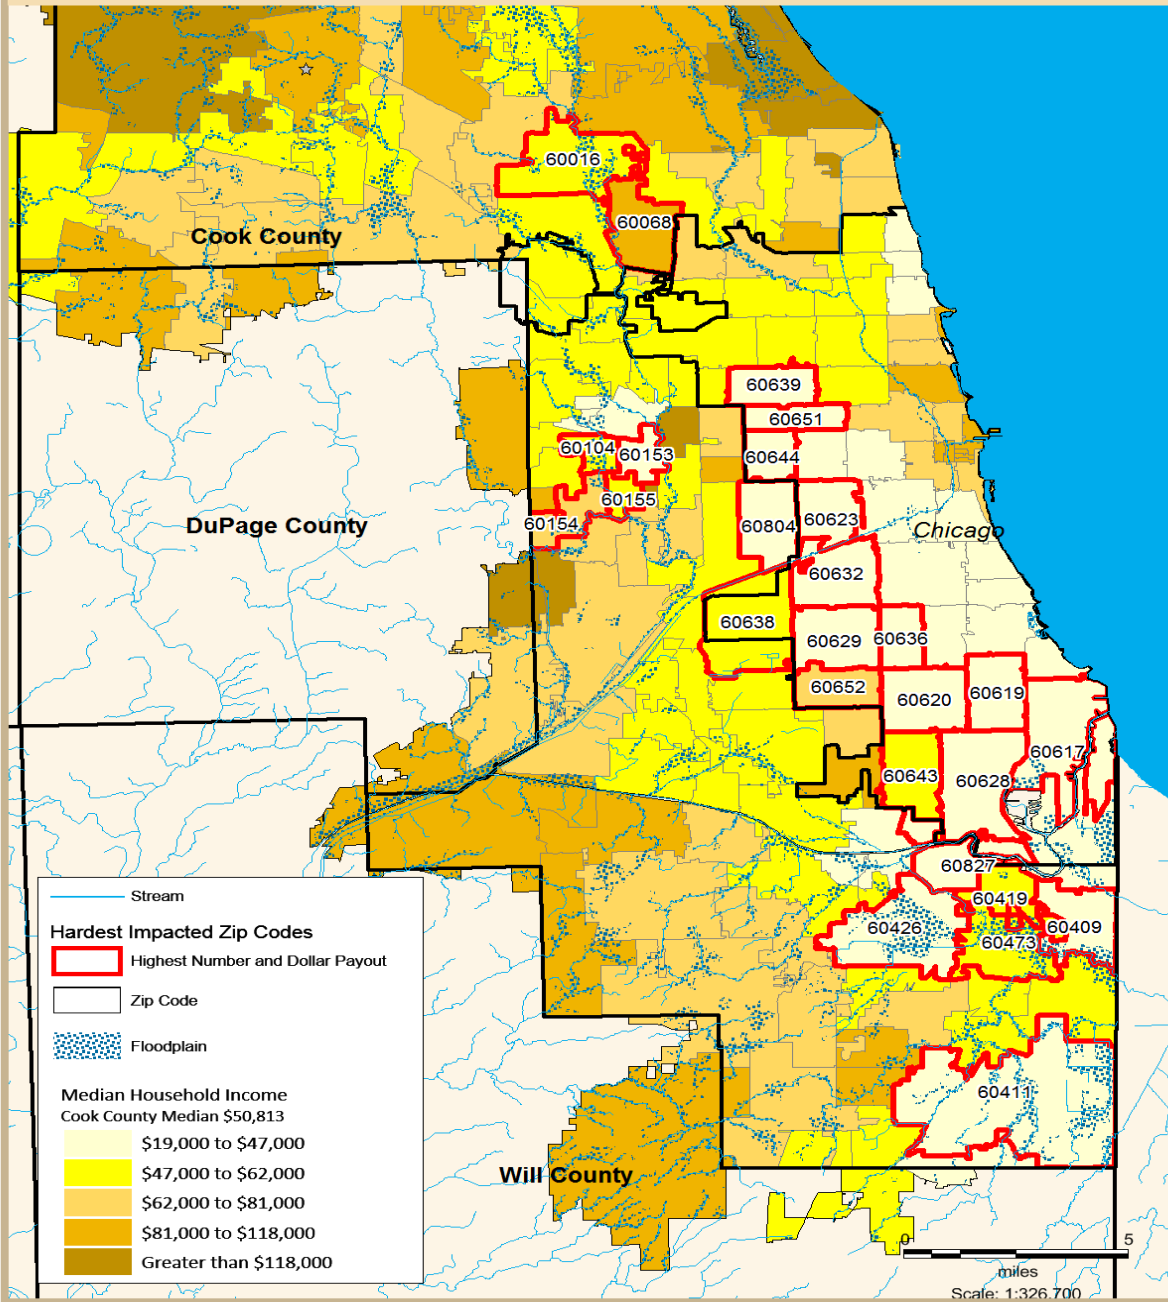 60016
60068
Cook County
60639
60651
60104
60153
60644
60155
60154
DuPage County
60804
60623
Chicago
60632
60638
60629
60636
60652
60620
60619
60617
60643
60628
60827
60419
60426
60409
60473
60411
Will County
Stream
Hardest Impacted Zip Codes
Highest Number and Dollar Payout
Zip Code
Floodplain
Median Household Income
Cook County Median $50,813
$19,000 to $47,000
$47,000 to $62,000
$62,000 to $81,000
$81,000 to $118,000
Greater than $118,000
0 5
miles
Scale: 1:326,700